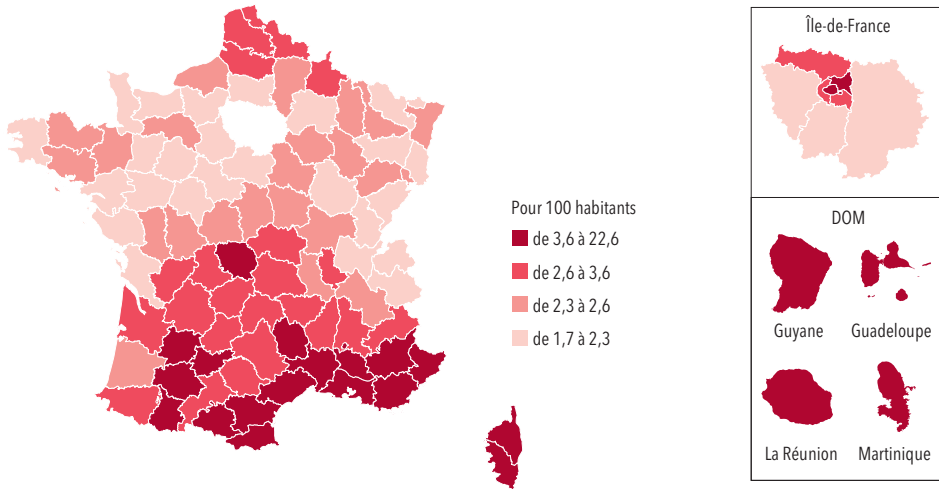 Île-de-France
Pour 100 habitants
de 3,6 à 22,6
de 2,6 à 3,6
de 2,3 à 2,6
de 1,7 à 2,3
DOM
Guyane
Guadeloupe
La Réunion
Martinique